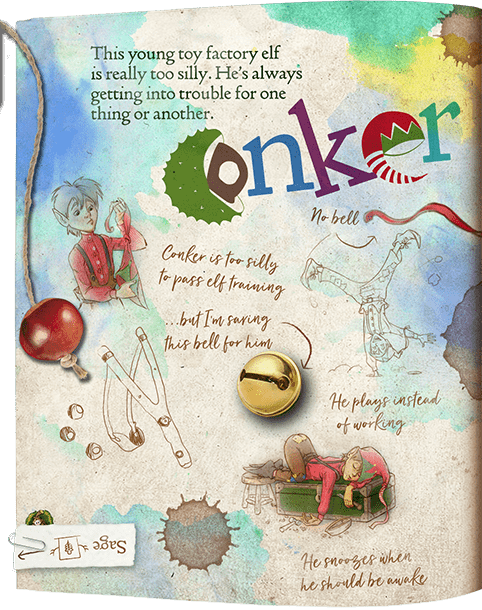 This young toy factory elf
is really too silly. He's always
getting into trouble for one
thing or another.
Conker
No bell
Conker is too silly
to pass elf training
...but I'm saving
this bell for him
He plays instead
of working
He snoozes when
he should be awake
Sage